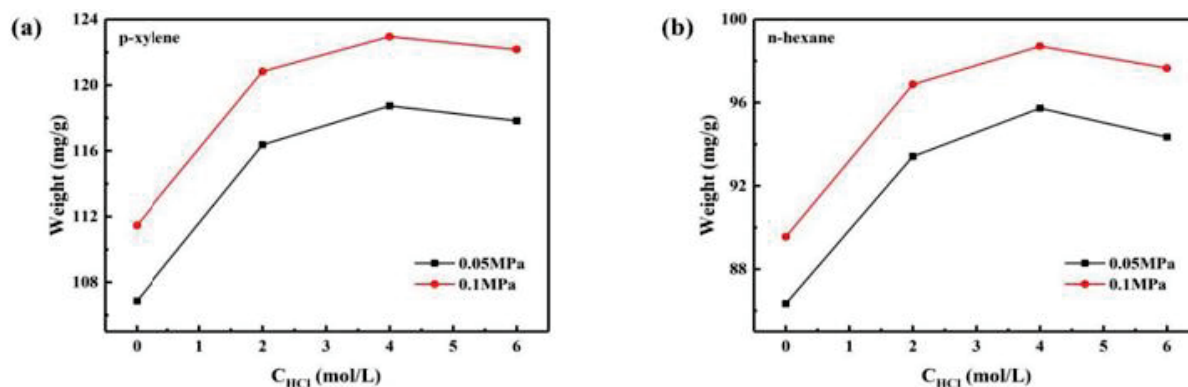 (a)
p-xylene
124
120
116
112
108
Weight (mg/g)
0.05MPa
0.1MPa
0 1 2 3 4 5 6
C_HCl (mol/L)
(b)
n-hexane
100
96
92
88
Weight (mg/g)
0.05MPa
0.1MPa
0 1 2 3 4 5 6
C_HCl (mol/L)